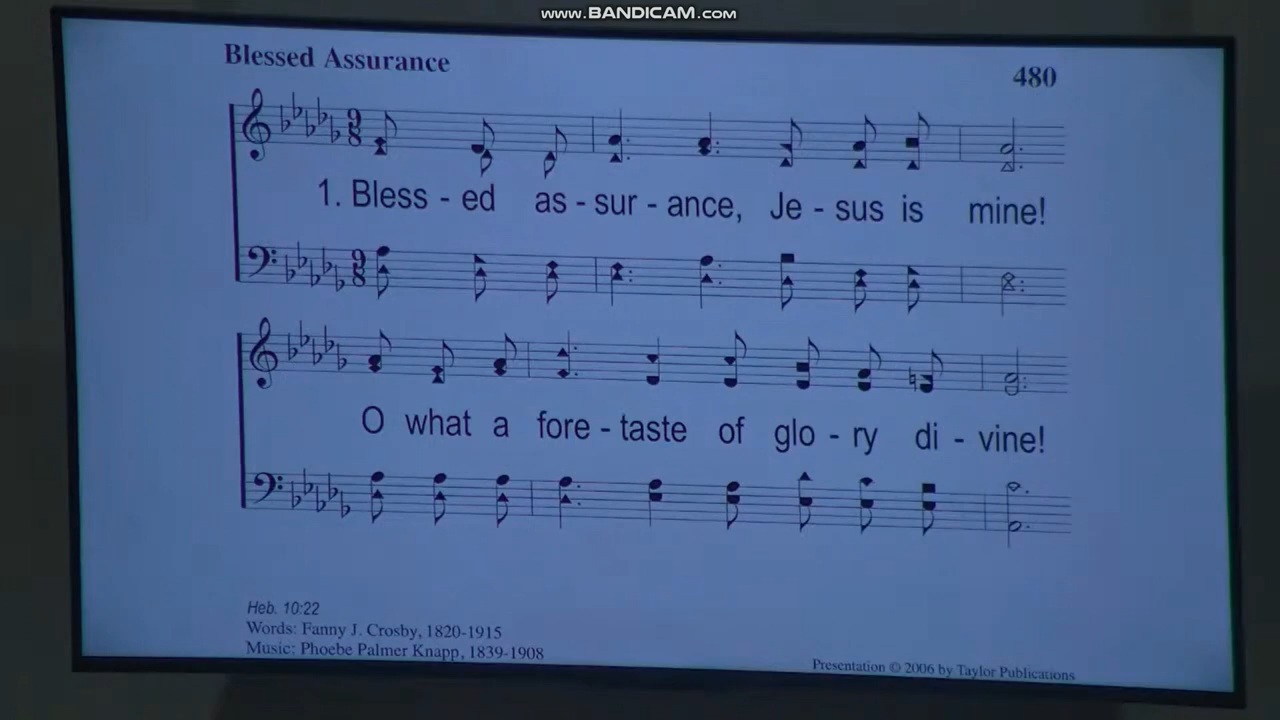 www.BANDICAM.com
Blessed Assurance
480
1. Bless - ed as - sur - ance, Je - sus is mine!
O what a fore - taste of glo - ry di - vine!
Heb. 10:22
Words: Fanny J. Crosby, 1820-1915
Music: Phoebe Palmer Knapp, 1839-1908
Presentation © 2006 by Taylor Publications